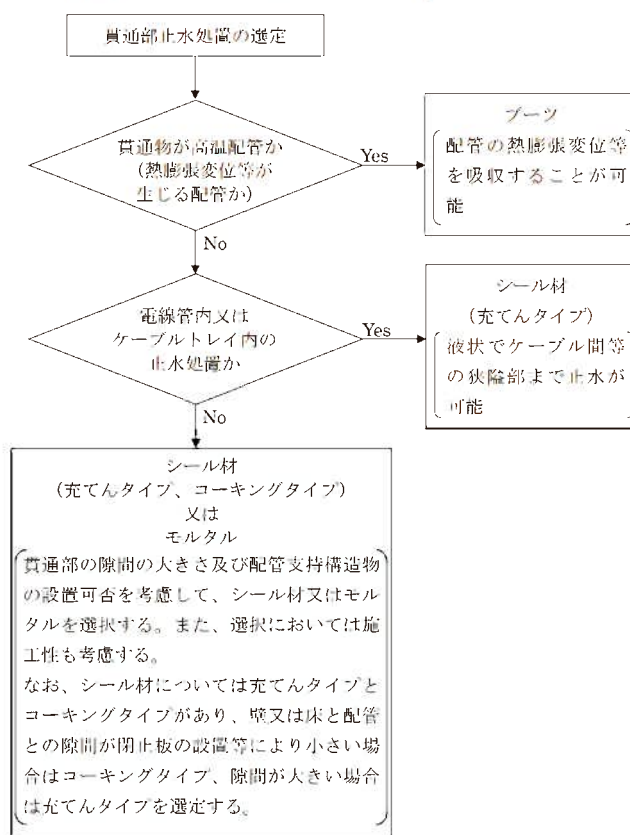 貫通部止水処置の選定
貫通物が高温配管か
(熱膨張変位等が
生じる配管か)
Yes
ブーツ
配管の熱膨張変位等
を吸収することが可
能
No
電線管内又は
ケーブルトレイ内の
止水処置か
Yes
シール材
(充てんタイプ)
液状でケーブル間等
の狭隘部まで止水が
可能
No
シール材
(充てんタイプ、コーキングタイプ)
又は
モルタル
貫通部の隙間の大きさ及び配管支持構造物
の設置可否を考慮して、シール材又はモル
タルを選択する。また、選択においては施
工性も考慮する。
なお、シール材については充てんタイプと
コーキングタイプがあり、壁又は床と配管
との隙間が閉止板の設置等により小さい場
合はコーキングタイプ、隙間が大きい場合
は充てんタイプを選定する。